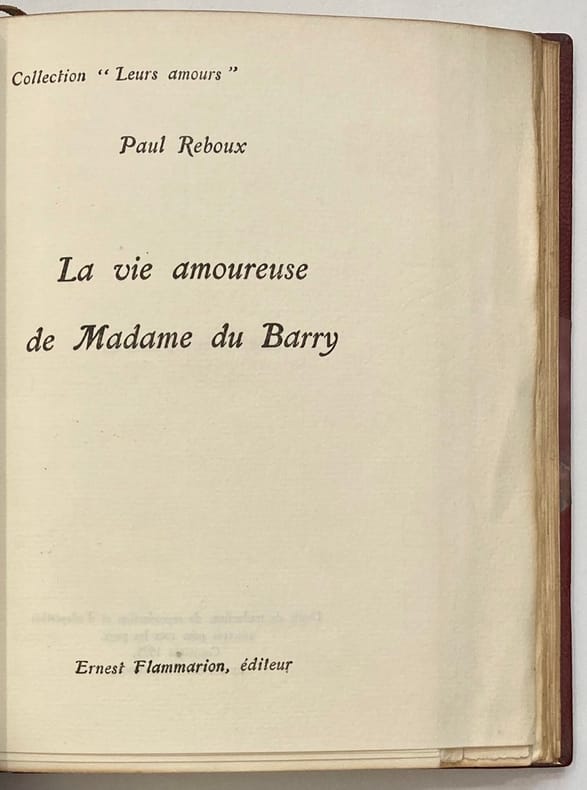 Collection “ Leurs amours ”
Paul Reboux
La vie amoureuse
de Madame du Barry
Ernest Flammarion, éditeur